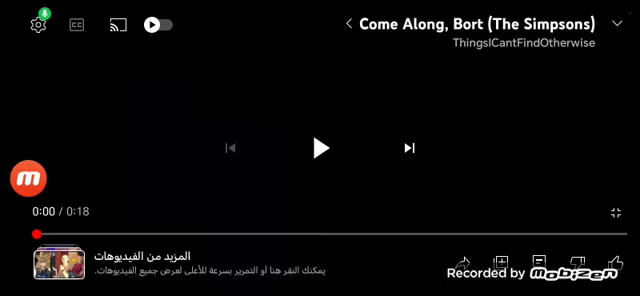 CC
Come Along, Bort (The Simpsons)
ThingsICantFindOtherwise
m
0:00 / 0:18
المزيد من الفيديوهات
يمكنك النقر هنا أو التمرير بسرعة للأعلى لعرض جميع الفيديوهات.
Recorded by mobizen